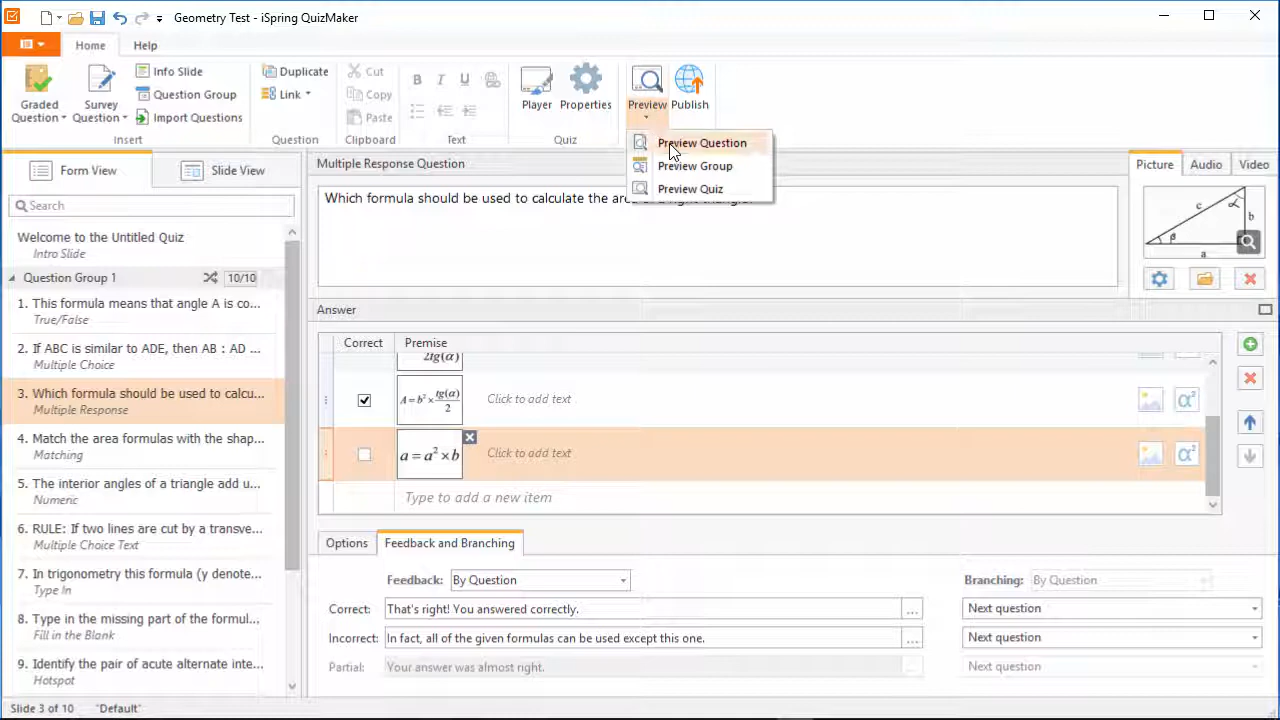 Geometry Test - iSpring QuizMaker
Home
Help
Graded Question
Survey Question
Info Slide
Question Group
Import Questions
Insert
Duplicate
Link
Question
Cut
Copy
Paste
Clipboard
B I U
Text
Player
Properties
Quiz
Preview
Publish
Preview Question
Preview Group
Preview Quiz
Form View
Slide View
Search
Welcome to the Untitled Quiz
Intro Slide
Question Group 1 10/10
1. This formula means that angle A is co...
True/False
2. If ABC is similar to ADE, then AB : AD ...
Multiple Choice
3. Which formula should be used to calcu...
Multiple Response
4. Match the area formulas with the shap...
Matching
5. The interior angles of a triangle add u...
Numeric
6. RULE: If two lines are cut by a transve...
Multiple Choice Text
7. In trigonometry this formula (y denote...
Type In
8. Type in the missing part of the formul...
Fill in the Blank
9. Identify the pair of acute alternate inte...
Hotspot
Multiple Response Question
Which formula should be used to calculate the
Picture
Audio
Video
c α b β a
Answer
Correct
Premise
2tg(α)
A=b²×tg(α)/2
Click to add text
α²
a=a²×b
Click to add text
α²
Type to add a new item
Options
Feedback and Branching
Feedback: By Question
Branching: By Question
Correct: That's right! You answered correctly. ...
Next question
Incorrect: In fact, all of the given formulas can be used except this one. ...
Next question
Partial: Your answer was almost right.
Next question
Slide 3 of 10 "Default"